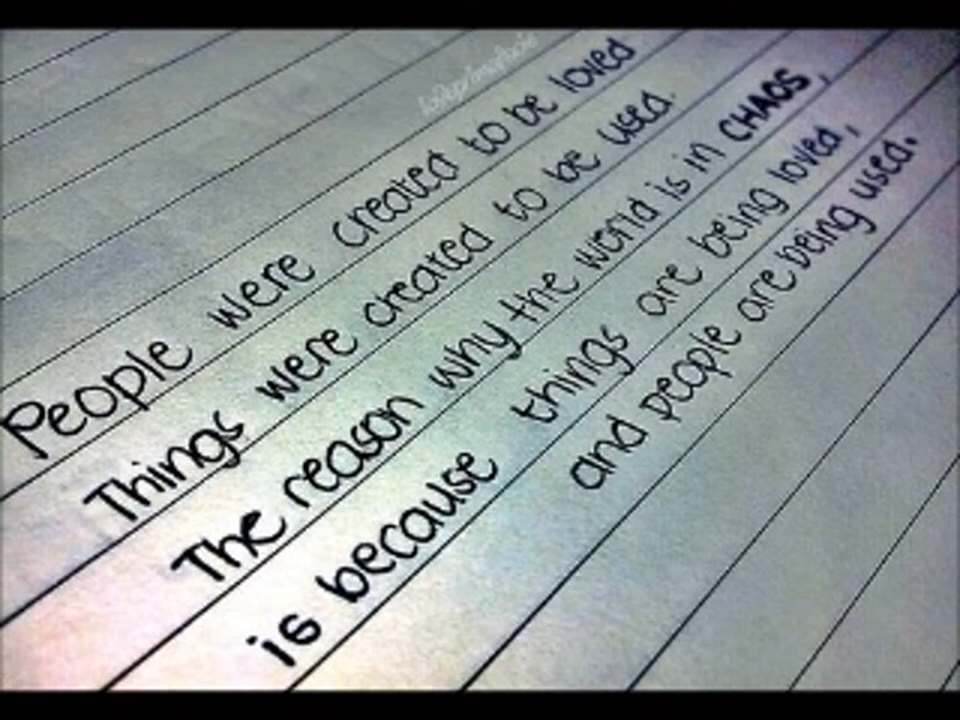 People were created to be loved
Things were created to be used.
The reason why the world is in CHAOS,
is because things are being loved,
and people are being used.